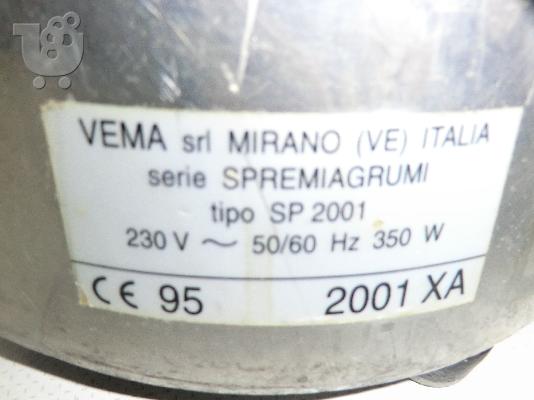 VEMA srl MIRANO (VE) ITALIA
serie SPREMIAGRUMI
tipo SP 2001
230 V ~ 50/60 Hz 350 W
CE 95 2001 XA